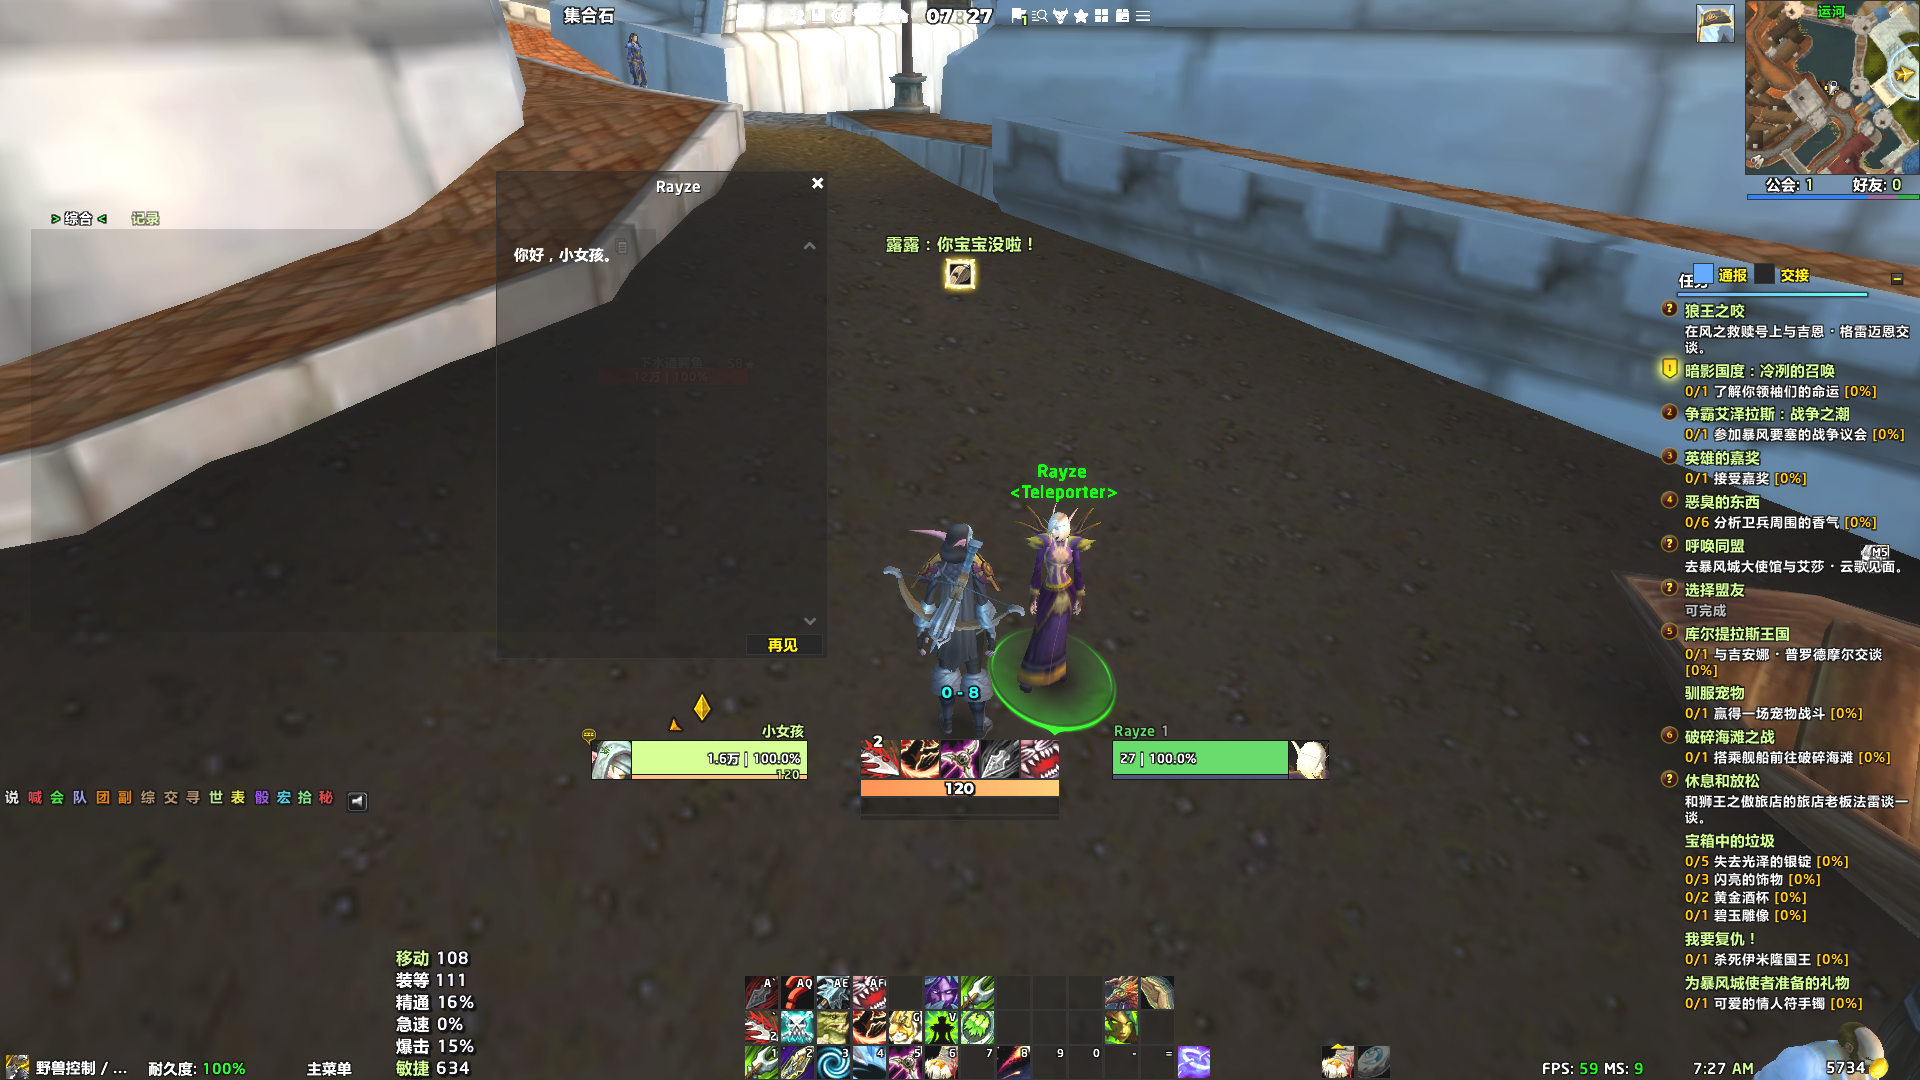 集合石
07:27
1
运河
公会: 1
好友: 0
综合
记录
Rayze
你好，小女孩。
再见
露露：你宝宝没啦！
Rayze
<Teleporter>
0 - 8
小女孩
1.6万 | 100.0%
120
2
120
Rayze 1
27 | 100.0%
说 喊 会 队 团 副 综 交 寻 世 表 骰 宏 拾 秘
通报
交接
狼王之咬
在风之救赎号上与吉恩·格雷迈恩交
谈。
暗影国度：冷冽的召唤
0/1 了解你领袖们的命运 [0%]
争霸艾泽拉斯：战争之潮
0/1 参加暴风要塞的战争议会 [0%]
英雄的嘉奖
0/1 接受嘉奖 [0%]
恶臭的东西
0/6 分析卫兵周围的香气 [0%]
呼唤同盟
M5
去暴风城大使馆与艾莎·云歌见面。
选择盟友
可完成
库尔提拉斯王国
0/1 与吉安娜·普罗德摩尔交谈
[0%]
驯服宠物
0/1 赢得一场宠物战斗 [0%]
破碎海滩之战
0/1 搭乘舰船前往破碎海滩 [0%]
休息和放松
和狮王之傲旅店的旅店老板法雷谈一
谈。
宝箱中的垃圾
0/5 失去光泽的银锭 [0%]
0/3 闪亮的饰物 [0%]
0/2 黄金酒杯 [0%]
0/1 碧玉雕像 [0%]
我要复仇！
0/1 杀死伊米隆国王 [0%]
为暴风城使者准备的礼物
0/1 可爱的情人符手镯 [0%]
移动 108
装等 111
精通 16%
急速 0%
爆击 15%
敏捷 634
野兽控制 / ...
耐久度: 100%
主菜单
AQ AE AF
G V
1 2 3 4 5 6 7 8 9 0 - =
FPS: 59 MS: 9
7:27 AM
5734